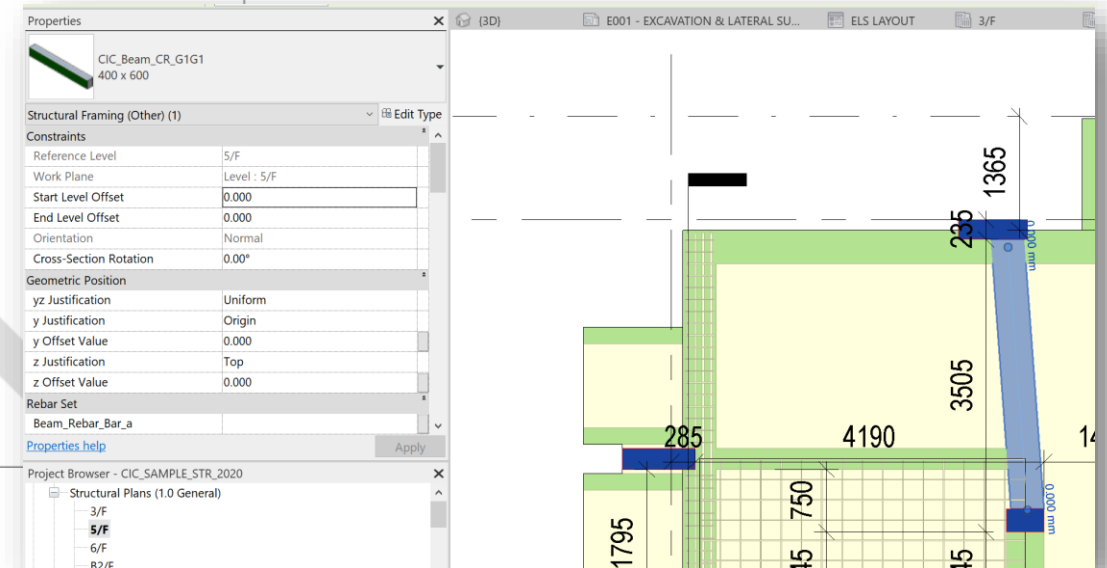 Properties
CIC_Beam_CR_G1G1
400 x 600
Structural Framing (Other) (1)
Edit Type
Constraints
Reference Level 5/F
Work Plane Level : 5/F
Start Level Offset 0.000
End Level Offset 0.000
Orientation Normal
Cross-Section Rotation 0.00°
Geometric Position
yz Justification Uniform
y Justification Origin
y Offset Value 0.000
z Justification Top
z Offset Value 0.000
Rebar Set
Beam_Rebar_Bar_a
Properties help Apply
Project Browser - CIC_SAMPLE_STR_2020
Structural Plans (1.0 General)
3/F
5/F
6/F
B2/F
{3D} E001 - EXCAVATION & LATERAL SU... ELS LAYOUT 3/F
1365
235
0.000 mm
3505
285
4190
14
0.000 mm
750
1795
45
45